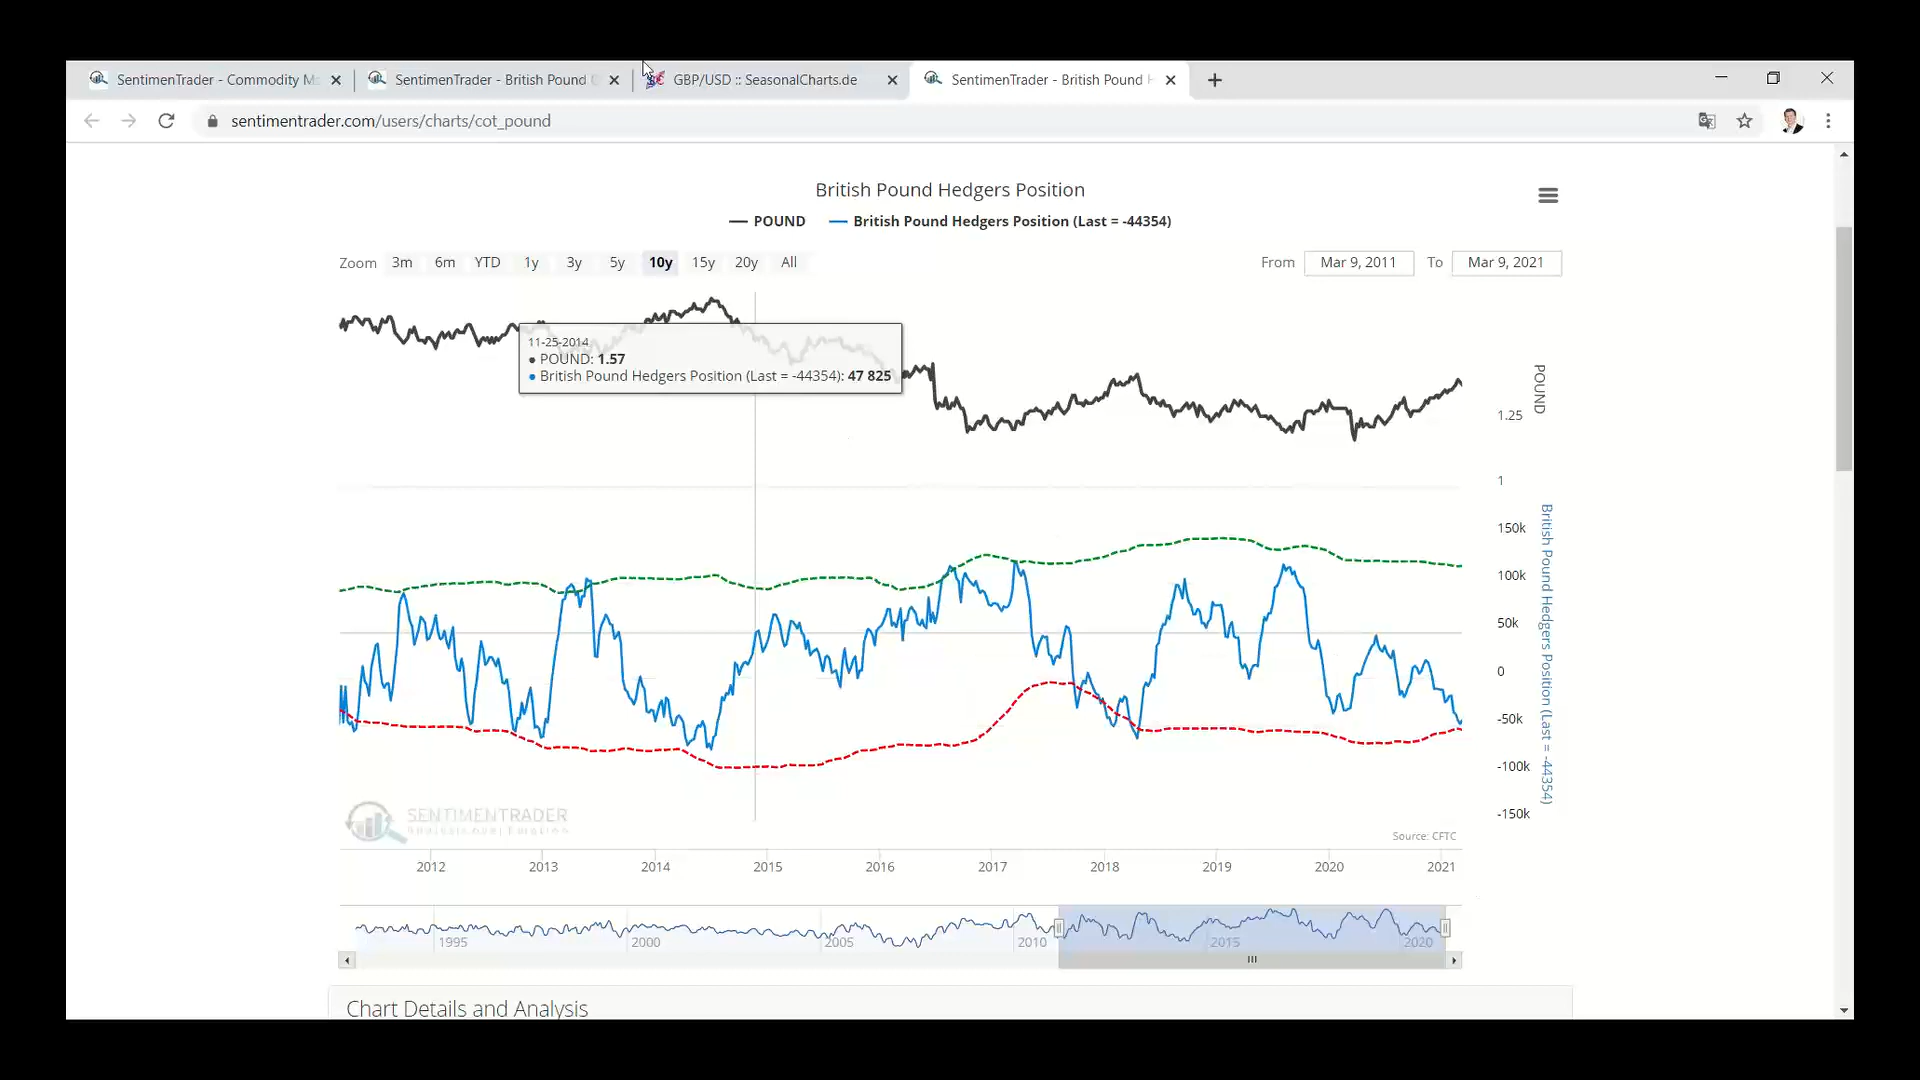 SentimenTrader - Commodity M
SentimenTrader - British Pound
GBP/USD :: SeasonalCharts.de
SentimenTrader - British Pound H
sentimentrader.com/users/charts/cot_pound
British Pound Hedgers Position
POUND
British Pound Hedgers Position (Last = -44354)
Zoom 3m 6m YTD 1y 3y 5y 10y 15y 20y All
From Mar 9, 2011 To Mar 9, 2021
11-25-2014
● POUND: 1.57
● British Pound Hedgers Position (Last = -44354): 47 825
POUND
1.25
1
British Pound Hedgers Position (Last = -44354)
150k
100k
50k
0
-50k
-100k
-150k
SENTIMENTRADER
Analysis over Emotion
Source: CFTC
2012 2013 2014 2015 2016 2017 2018 2019 2020 2021
1995 2000 2005 2010 2015 2020
Chart Details and Analysis